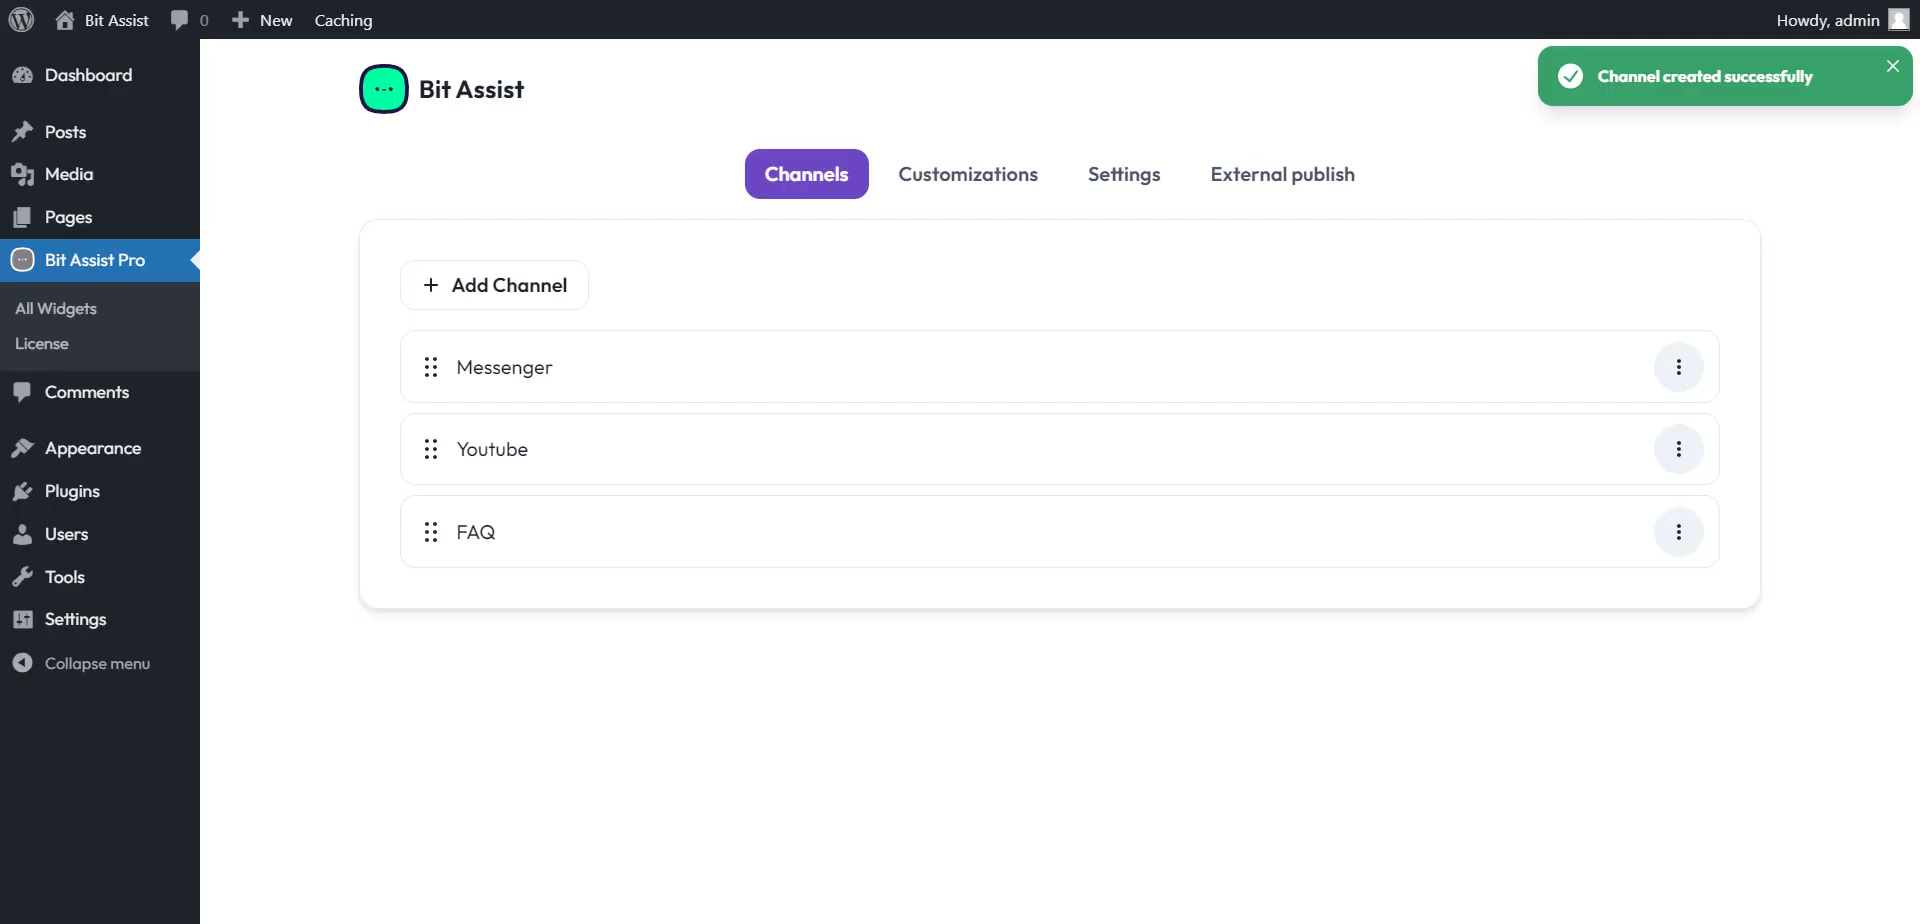 Bit Assist
0
New
Caching
Howdy, admin
Dashboard
Posts
Media
Pages
Bit Assist Pro
All Widgets
License
Comments
Appearance
Plugins
Users
Tools
Settings
Collapse menu
Bit Assist
Channel created successfully
Channels
Customizations
Settings
External publish
Add Channel
Messenger
Youtube
FAQ